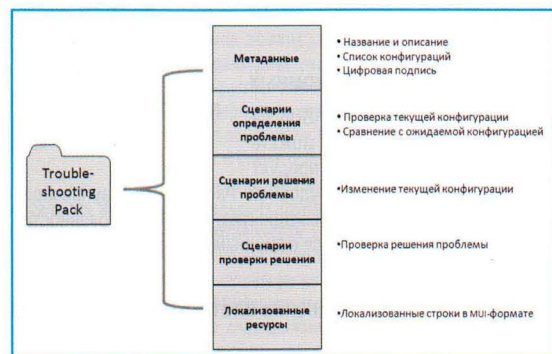 Trouble-
shooting
Pack
Метаданные
• Название и описание
• Список конфигураций
• Цифровая подпись
Сценарии
определения
проблемы
• Проверка текущей конфигурации
• Сравнение с ожидаемой конфигурацией
Сценарии решения
проблемы
•Изменение текущей конфигурации
Сценарии
проверки решения
•Проверка решения проблемы
Локализованные
ресурсы
•Локализованные строки в MUI-формате